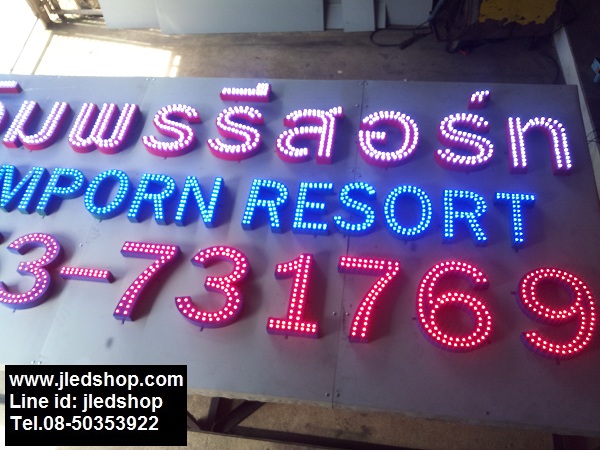 ิ่มพรรีสอร์ท
MPORN RESORT
3-731769
www.jledshop.com
Line id: jledshop
Tel.08-50353922